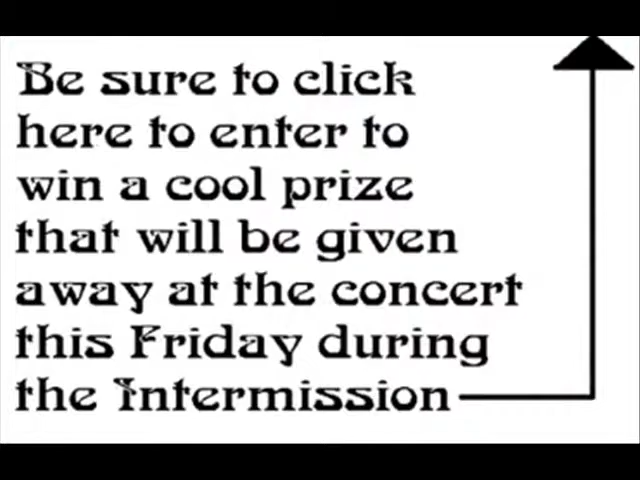 Be sure to click
here to enter to
win a cool prize
that will be given
away at the concert
this Friday during
the Intermission